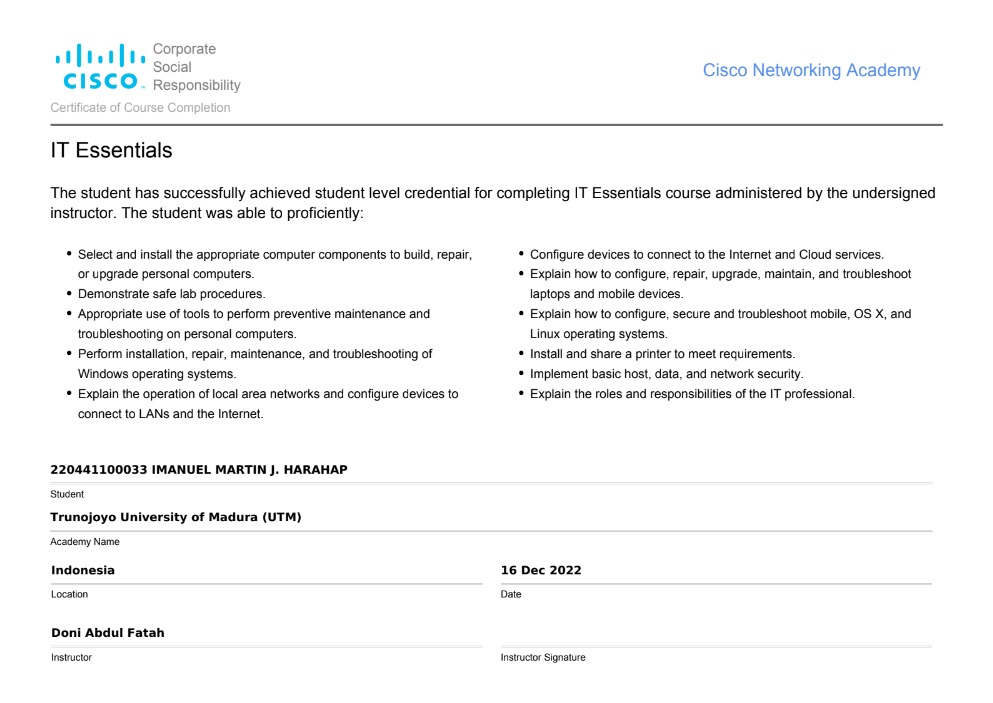 Corporate
Social
Responsibility
CISCO™
Cisco Networking Academy
Certificate of Course Completion
IT Essentials
The student has successfully achieved student level credential for completing IT Essentials course administered by the undersigned
instructor. The student was able to proficiently:
• Select and install the appropriate computer components to build, repair,
or upgrade personal computers.
• Demonstrate safe lab procedures.
• Appropriate use of tools to perform preventive maintenance and
troubleshooting on personal computers.
• Perform installation, repair, maintenance, and troubleshooting of
Windows operating systems.
• Explain the operation of local area networks and configure devices to
connect to LANs and the Internet.
• Configure devices to connect to the Internet and Cloud services.
• Explain how to configure, repair, upgrade, maintain, and troubleshoot
laptops and mobile devices.
• Explain how to configure, secure and troubleshoot mobile, OS X, and
Linux operating systems.
• Install and share a printer to meet requirements.
• Implement basic host, data, and network security.
• Explain the roles and responsibilities of the IT professional.
220441100033 IMANUEL MARTIN J. HARAHAP
Student
Trunojoyo University of Madura (UTM)
Academy Name
Indonesia
Location
16 Dec 2022
Date
Doni Abdul Fatah
Instructor
Instructor Signature